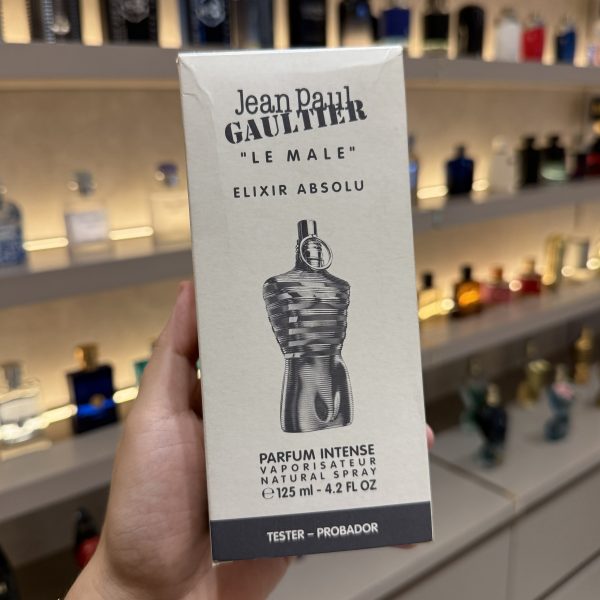 Jean Paul
GAULTIER
"LE MALE"
ELIXIR ABSOLU
PARFUM INTENSE
VAPORISATEUR
NATURAL SPRAY
℮ 125 ml - 4.2 FL OZ
TESTER – PROBADOR